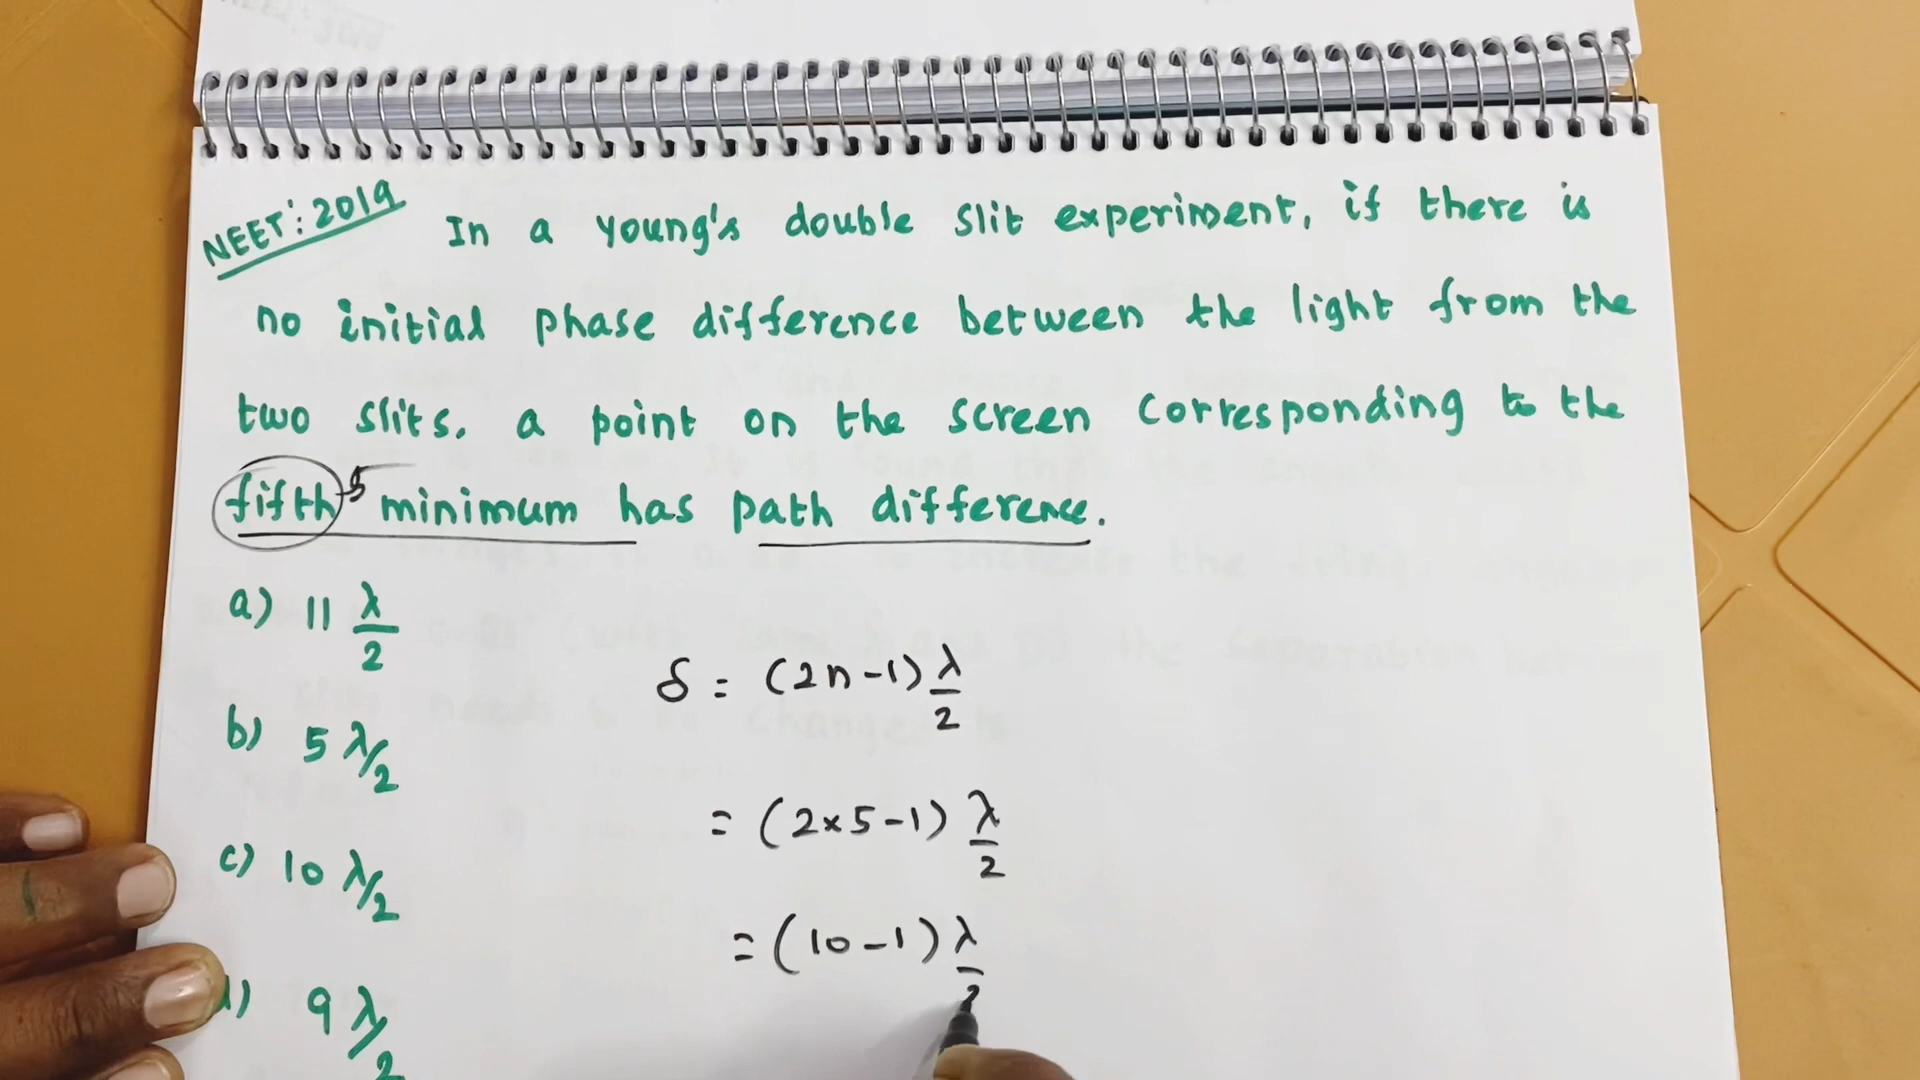 NEET': 2019 In a young's double slit experiment, if there is
no initial phase difference between the light from the
two slits, a point on the screen corresponding to the
fifth 5 minimum has path difference.
a) 11 λ/2
b) 5 λ/2
c) 10 λ/2
d) 9 λ/2
δ = (2n-1) λ/2
= (2×5-1) λ/2
= (10-1) λ/2